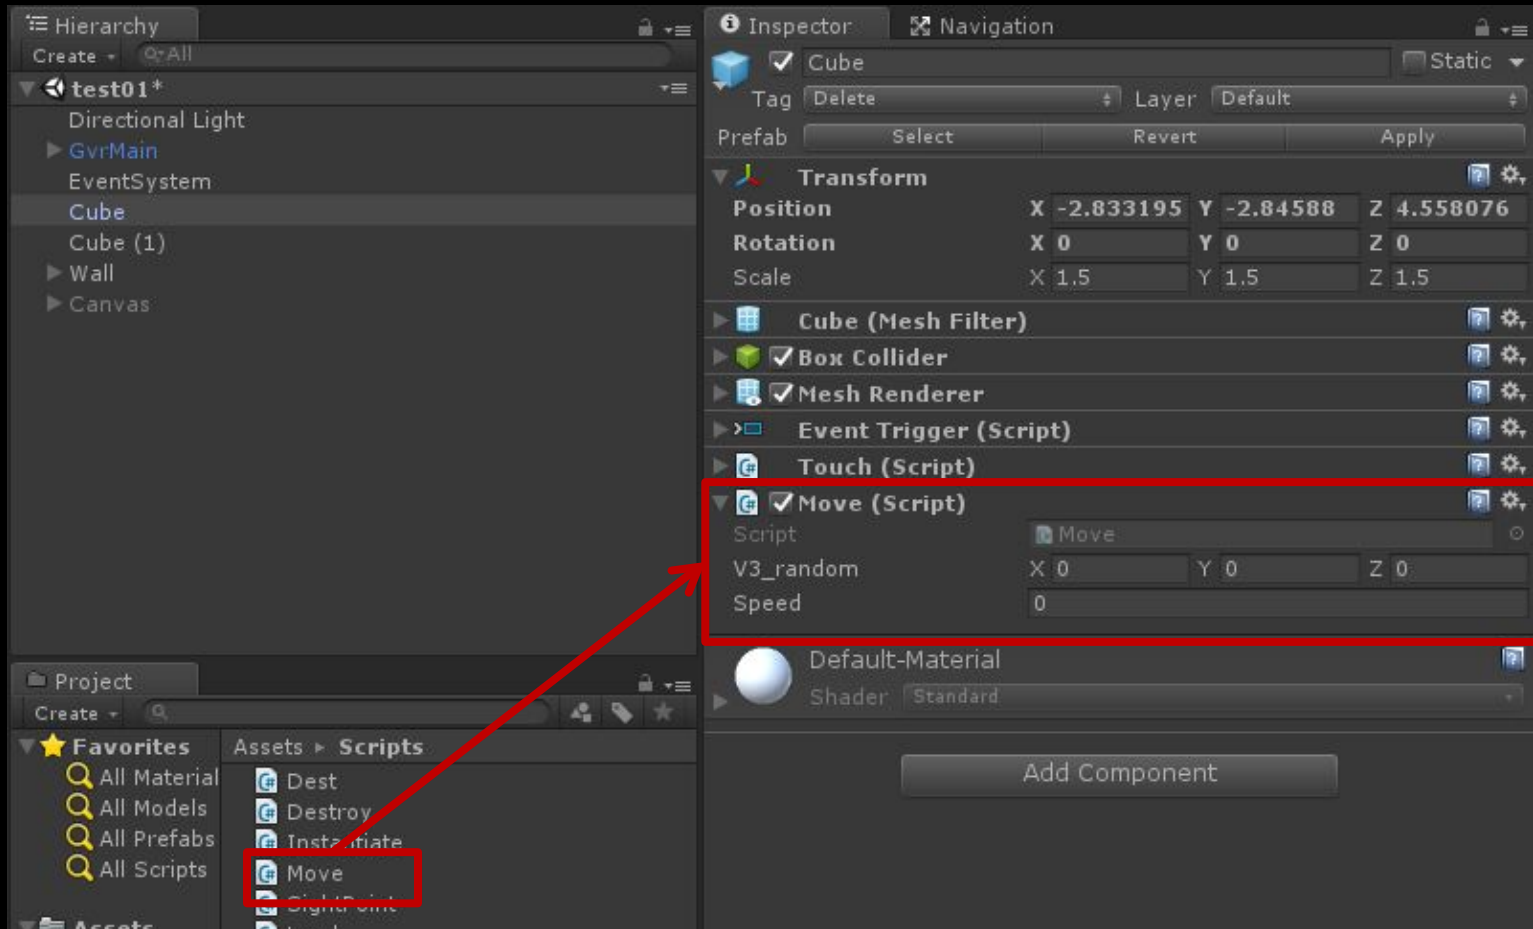 Hierarchy
Create
All
test01*
Directional Light
GvrMain
EventSystem
Cube
Cube (1)
Wall
Canvas
Project
Create
Favorites
All Material
All Models
All Prefabs
All Scripts
Assets
Assets ▸ Scripts
Dest
Destroy
Instantiate
Move
SightPoint
Inspector Navigation
Cube Static
Tag Delete Layer Default
Prefab Select Revert Apply
Transform
Position X -2.833195 Y -2.84588 Z 4.558076
Rotation X 0 Y 0 Z 0
Scale X 1.5 Y 1.5 Z 1.5
Cube (Mesh Filter)
Box Collider
Mesh Renderer
Event Trigger (Script)
Touch (Script)
Move (Script)
Script Move
V3_random X 0 Y 0 Z 0
Speed 0
Default-Material
Shader Standard
Add Component